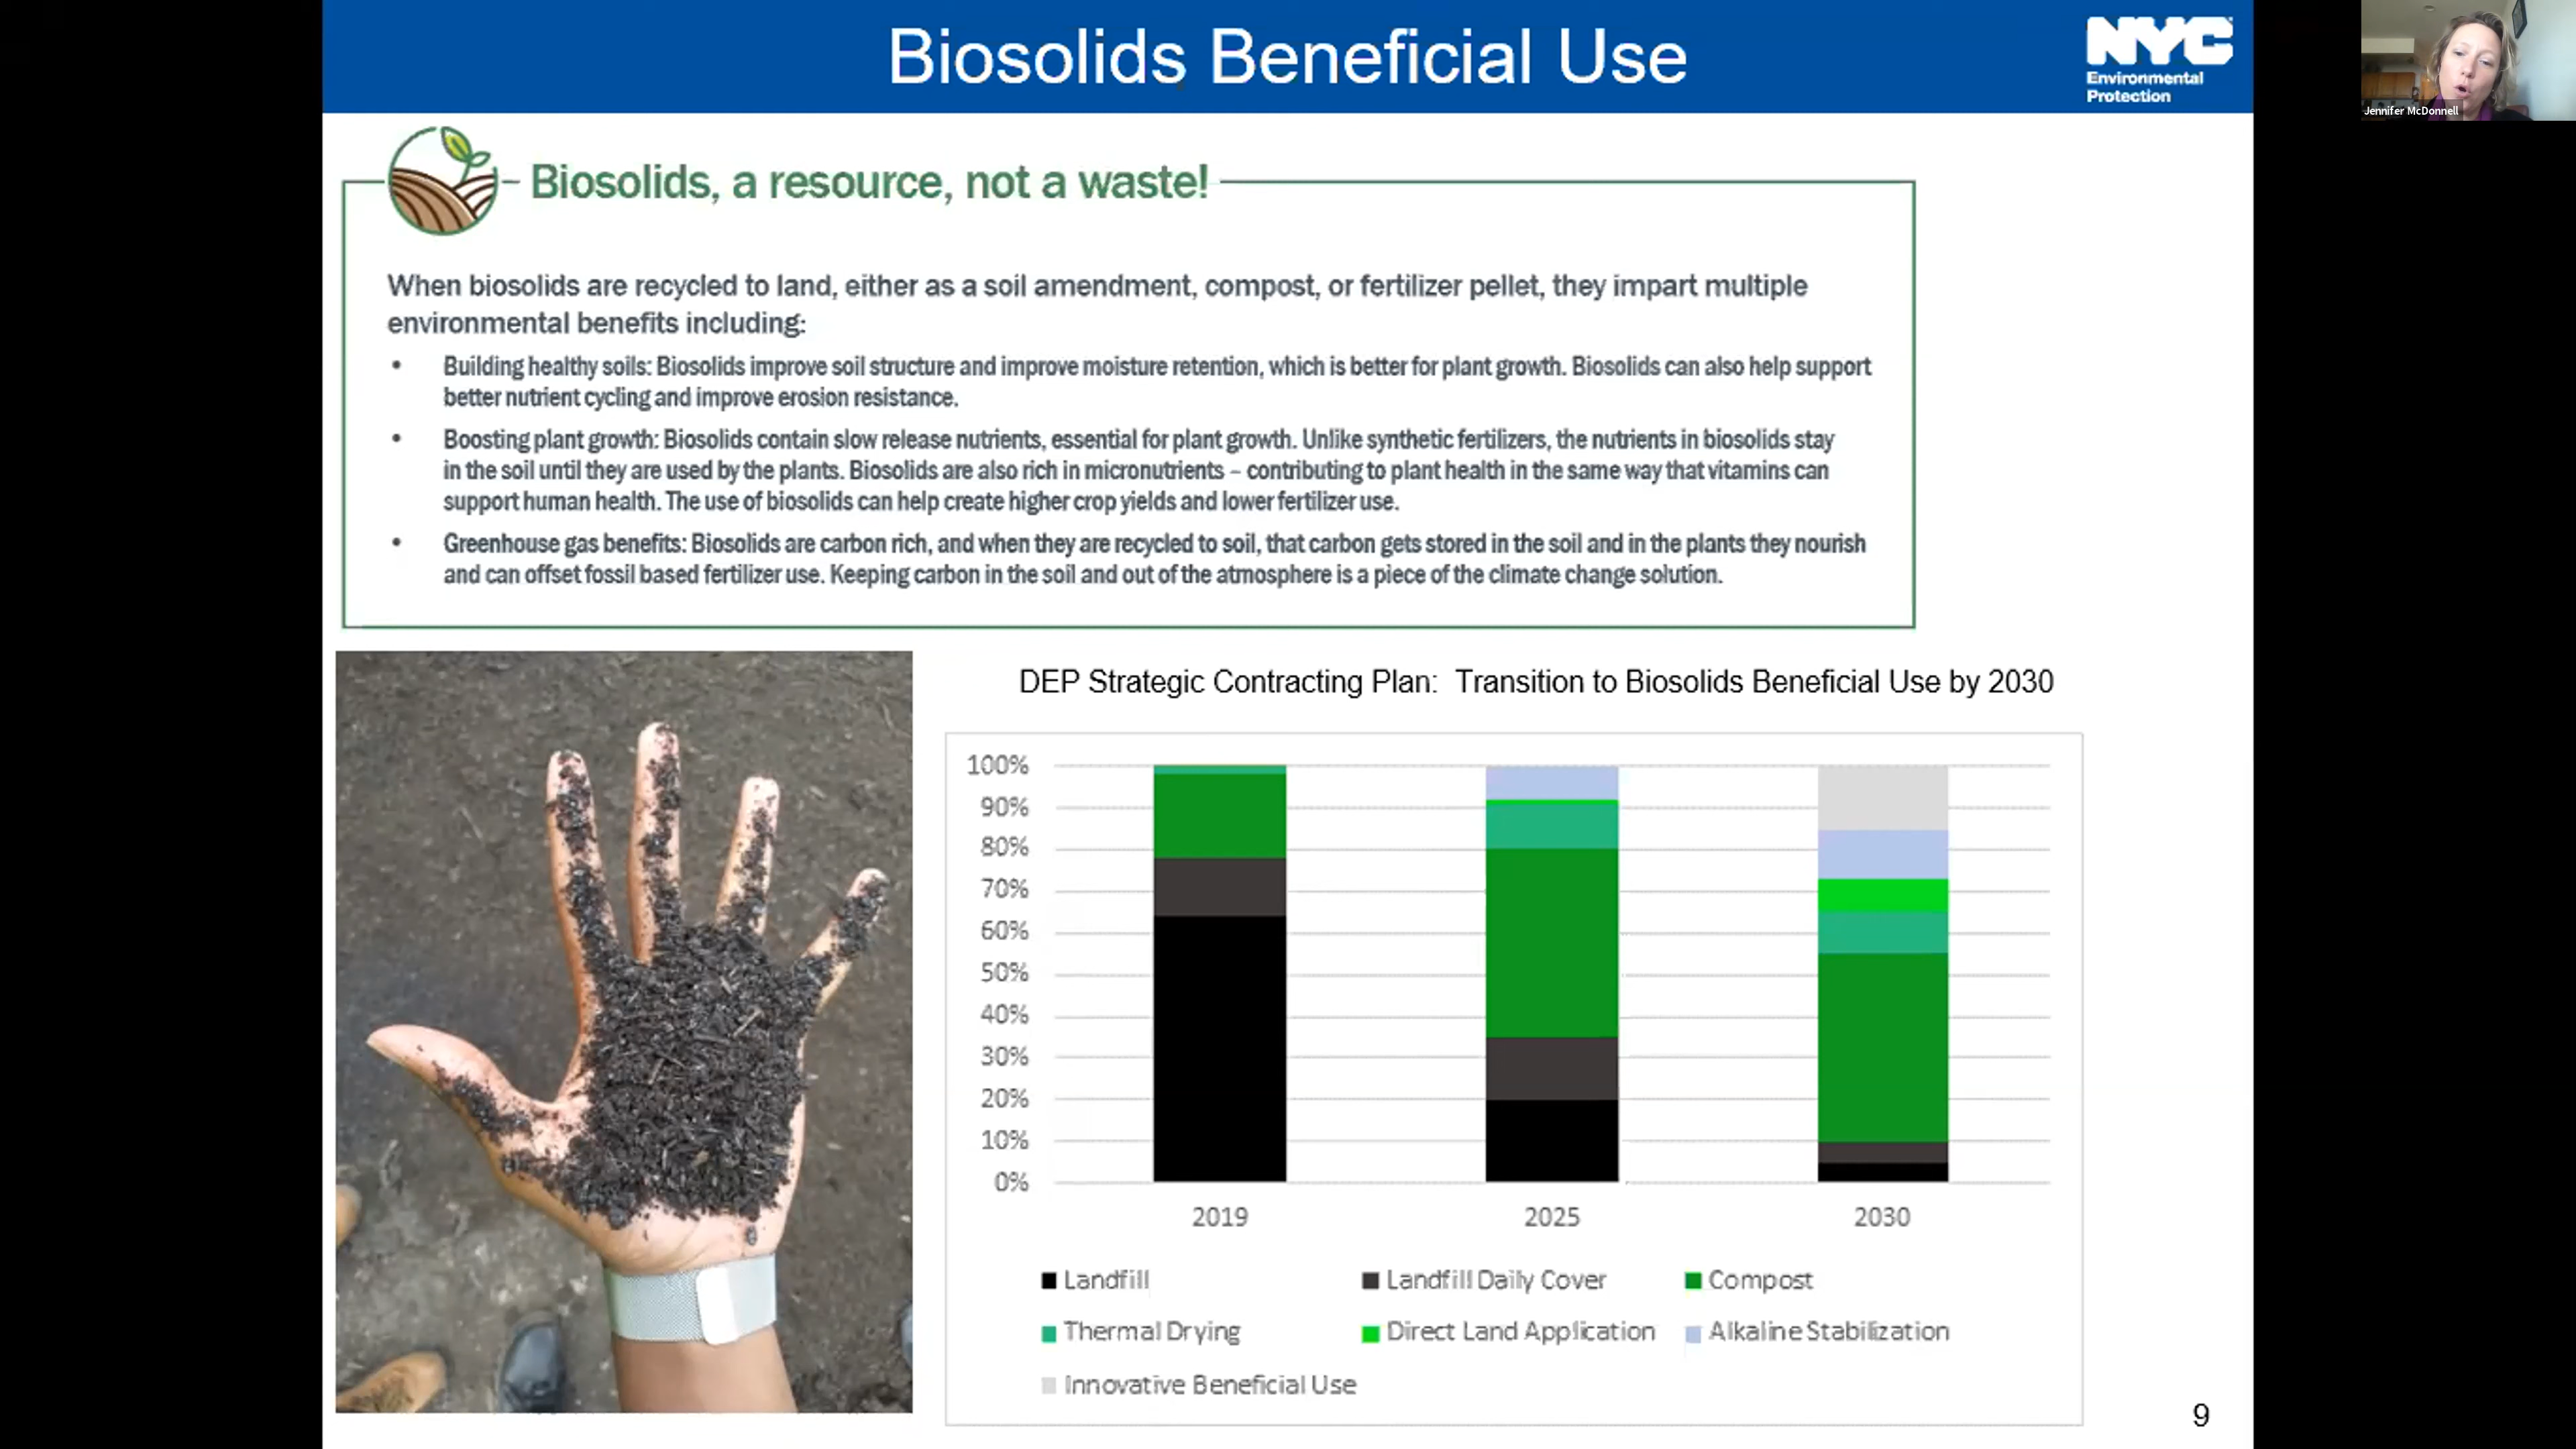 Biosolids Beneficial Use
NYC
Environmental
Protection
Jennifer McDonnell
Biosolids, a resource, not a waste!
When biosolids are recycled to land, either as a soil amendment, compost, or fertilizer pellet, they impart multiple
environmental benefits including:
• Building healthy soils: Biosolids improve soil structure and improve moisture retention, which is better for plant growth. Biosolids can also help support
better nutrient cycling and improve erosion resistance.
• Boosting plant growth: Biosolids contain slow release nutrients, essential for plant growth. Unlike synthetic fertilizers, the nutrients in biosolids stay
in the soil until they are used by the plants. Biosolids are also rich in micronutrients – contributing to plant health in the same way that vitamins can
support human health. The use of biosolids can help create higher crop yields and lower fertilizer use.
• Greenhouse gas benefits: Biosolids are carbon rich, and when they are recycled to soil, that carbon gets stored in the soil and in the plants they nourish
and can offset fossil based fertilizer use. Keeping carbon in the soil and out of the atmosphere is a piece of the climate change solution.
DEP Strategic Contracting Plan: Transition to Biosolids Beneficial Use by 2030
100%
90%
80%
70%
60%
50%
40%
30%
20%
10%
0%
2019 2025 2030
Landfill Landfill Daily Cover Compost
Thermal Drying Direct Land Application Alkaline Stabilization
Innovative Beneficial Use
9